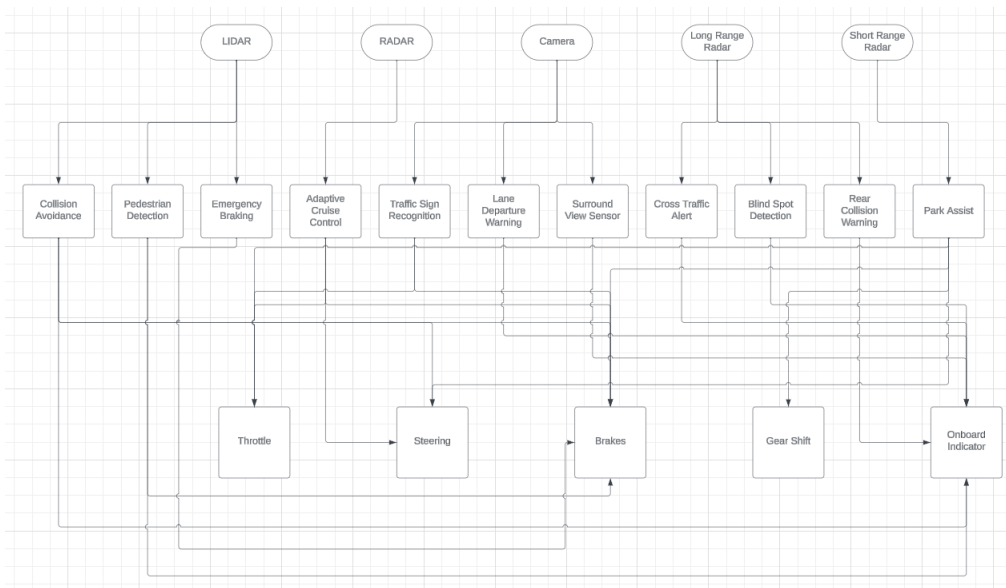 LIDAR
RADAR
Camera
Long Range
Radar
Short Range
Radar
Collision
Avoidance
Pedestrian
Detection
Emergency
Braking
Adaptive
Cruise
Control
Traffic Sign
Recognition
Lane
Departure
Warning
Surround
View Sensor
Cross Traffic
Alert
Blind Spot
Detection
Rear
Collision
Warning
Park Assist
Throttle
Steering
Brakes
Gear Shift
Onboard
Indicator